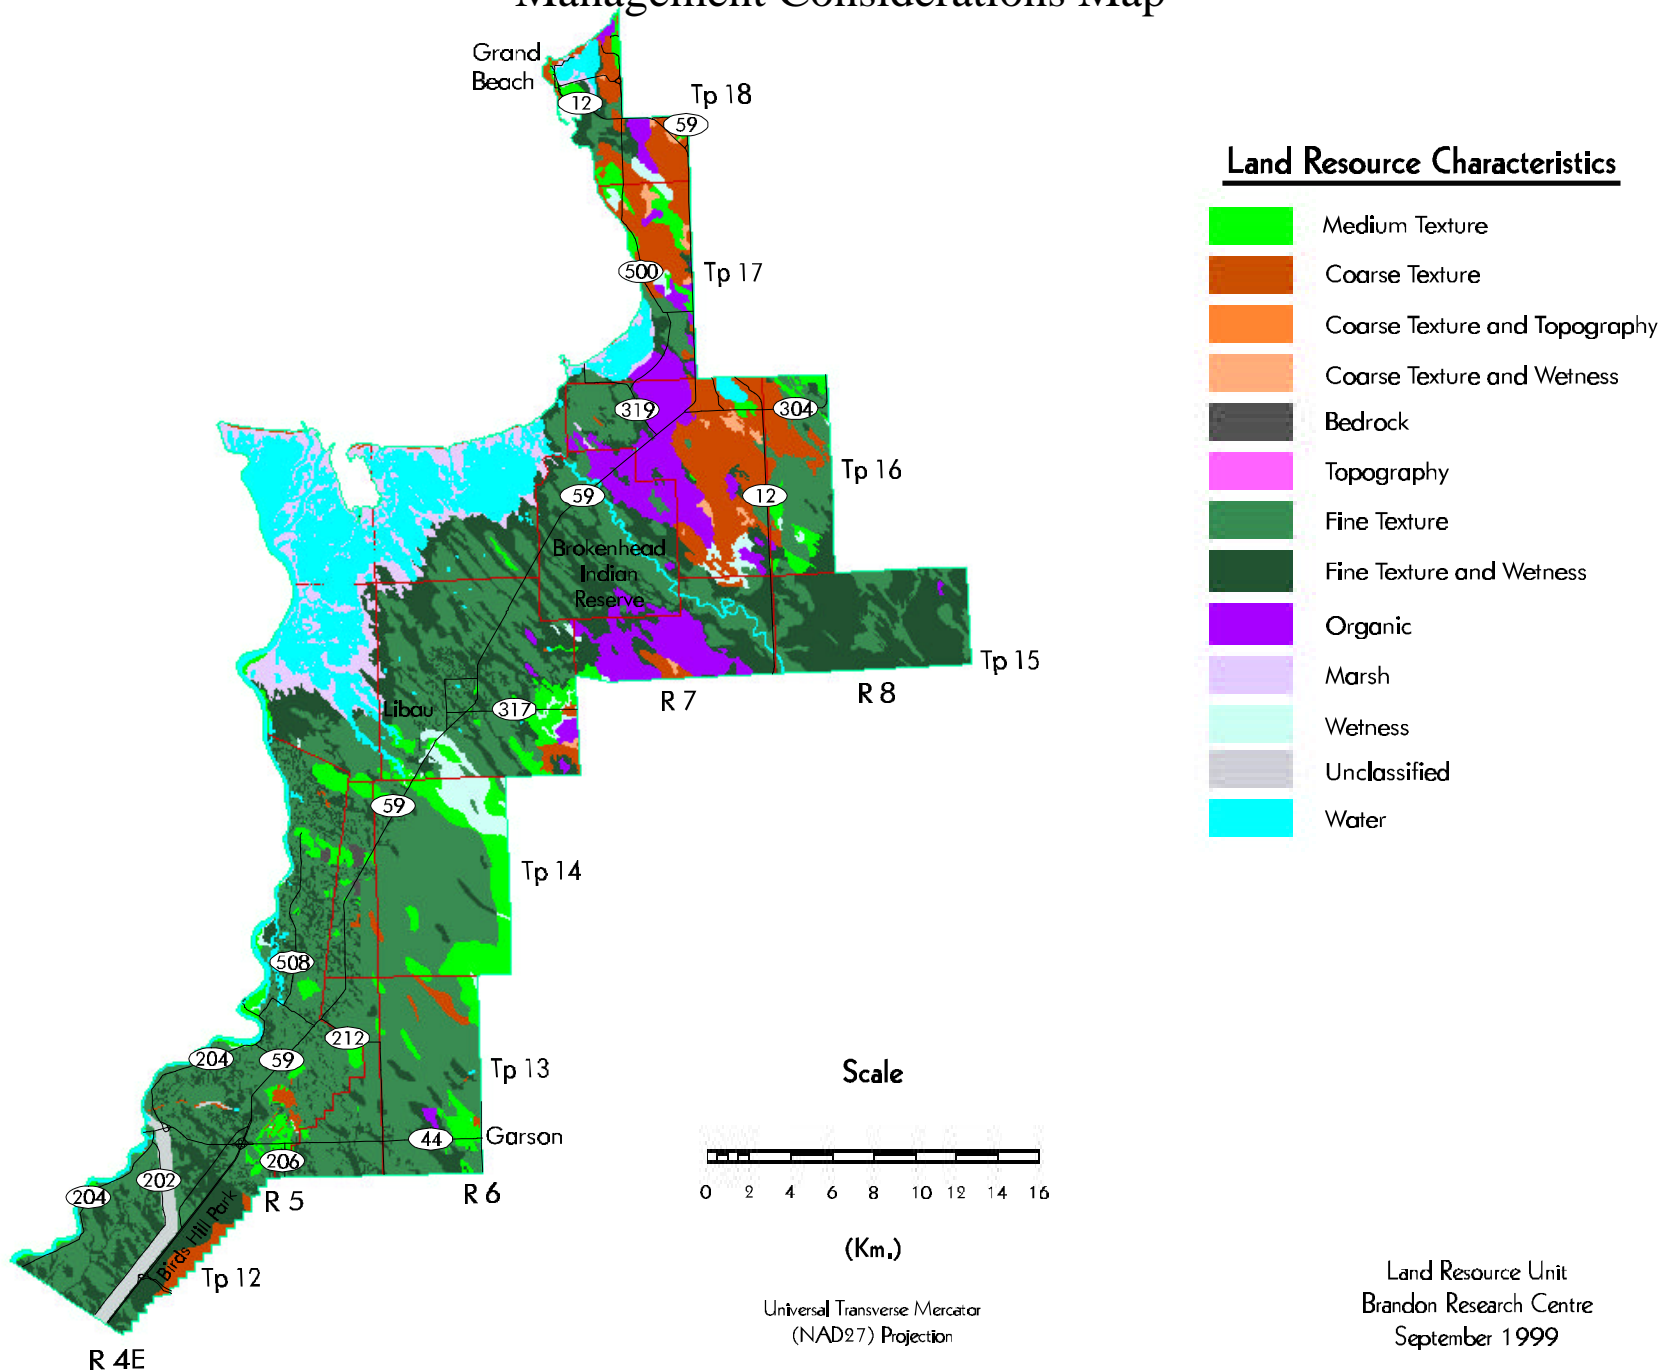 Management Considerations Map
Grand
Beach
12
Tp 18
59
500
Tp 17
319
304
Tp 16
59
12
Brokenhead
Indian
Reserve
Tp 15
R 7
R 8
Libau
317
59
Tp 14
508
212
204
59
Tp 13
44
Garson
206
202
204
R 5
R 6
Birds Hill Park
Tp 12
R 4E
Land Resource Characteristics
Medium Texture
Coarse Texture
Coarse Texture and Topography
Coarse Texture and Wetness
Bedrock
Topography
Fine Texture
Fine Texture and Wetness
Organic
Marsh
Wetness
Unclassified
Water
Scale
0 2 4 6 8 10 12 14 16
(Km.)
Universal Transverse Mercator
(NAD27) Projection
Land Resource Unit
Brandon Research Centre
September 1999